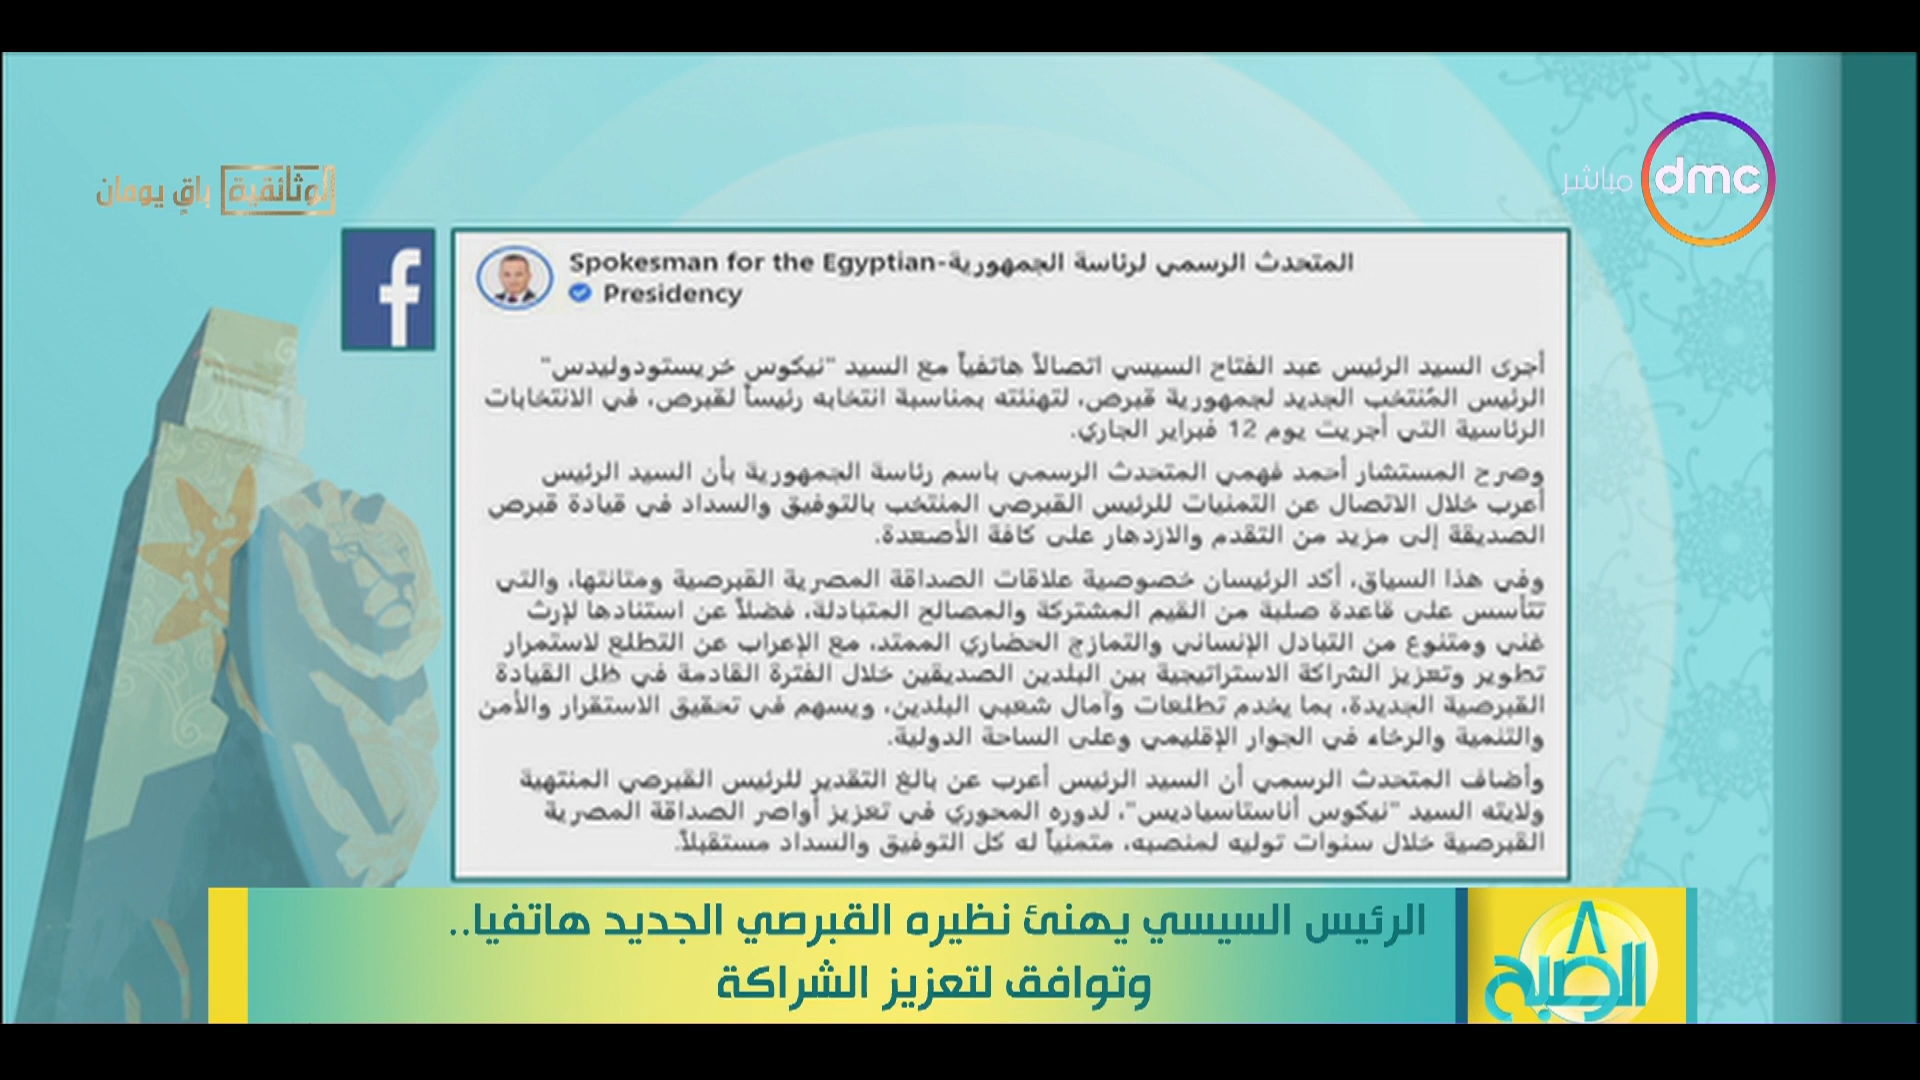 dmc
مباشر
الوثائقية باقٍ يومان
f
المتحدث الرسمي لرئاسة الجمهورية-Spokesman for the Egyptian
Presidency
أجرى السيد الرئيس عبد الفتاح السيسي اتصالاً هاتفياً مع السيد "نيكوس خريستودوليدس"
الرئيس المُنتخب الجديد لجمهورية قبرص، لتهنئته بمناسبة انتخابه رئيساً لقبرص، في الانتخابات
الرئاسية التي أجريت يوم 12 فبراير الجاري.
وصرح المستشار أحمد فهمي المتحدث الرسمي باسم رئاسة الجمهورية بأن السيد الرئيس
أعرب خلال الاتصال عن التمنيات للرئيس القبرصي المنتخب بالتوفيق والسداد في قيادة قبرص
الصديقة إلى مزيد من التقدم والازدهار على كافة الأصعدة.
وفي هذا السياق، أكد الرئيسان خصوصية علاقات الصداقة المصرية القبرصية ومتانتها، والتي
تتأسس على قاعدة صلبة من القيم المشتركة والمصالح المتبادلة، فضلاً عن استنادها لإرث
غني ومتنوع من التبادل الإنساني والتمازج الحضاري الممتد، مع الإعراب عن التطلع لاستمرار
تطوير وتعزيز الشراكة الاستراتيجية بين البلدين الصديقين خلال الفترة القادمة في ظل القيادة
القبرصية الجديدة، بما يخدم تطلعات وآمال شعبي البلدين، ويسهم في تحقيق الاستقرار والأمن
والتنمية والرخاء في الجوار الإقليمي وعلى الساحة الدولية.
وأضاف المتحدث الرسمي أن السيد الرئيس أعرب عن بالغ التقدير للرئيس القبرصي المنتهية
ولايته السيد "نيكوس أناستاسياديس"، لدوره المحوري في تعزيز أواصر الصداقة المصرية
القبرصية خلال سنوات توليه لمنصبه، متمنياً له كل التوفيق والسداد مستقبلاً.
الرئيس السيسي يهنئ نظيره القبرصي الجديد هاتفيا..
وتوافق لتعزيز الشراكة
٨ الصبح